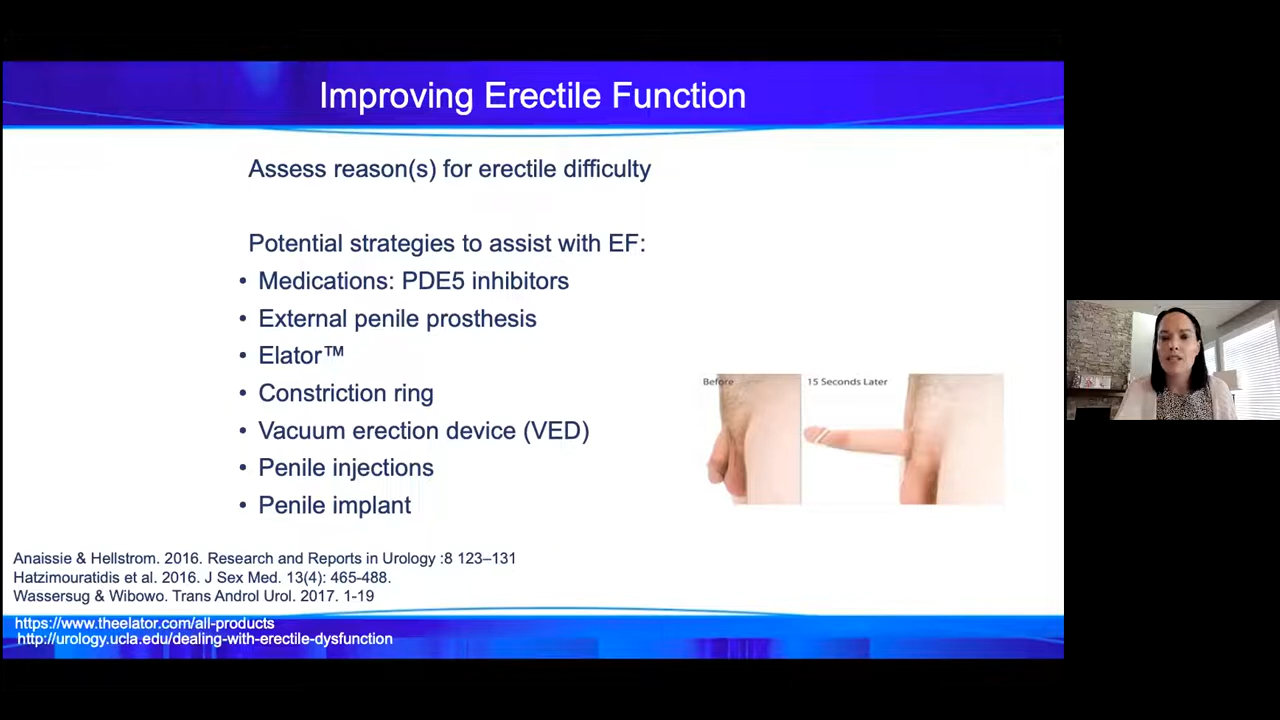 Improving Erectile Function
Assess reason(s) for erectile difficulty
Potential strategies to assist with EF:
• Medications: PDE5 inhibitors
• External penile prosthesis
• Elator™
• Constriction ring
• Vacuum erection device (VED)
• Penile injections
• Penile implant
Before
15 Seconds Later
Anaissie & Hellstrom. 2016. Research and Reports in Urology :8 123–131
Hatzimouratidis et al. 2016. J Sex Med. 13(4): 465-488.
Wassersug & Wibowo. Trans Androl Urol. 2017. 1-19
https://www.theelator.com/all-products
http://urology.ucla.edu/dealing-with-erectile-dysfunction